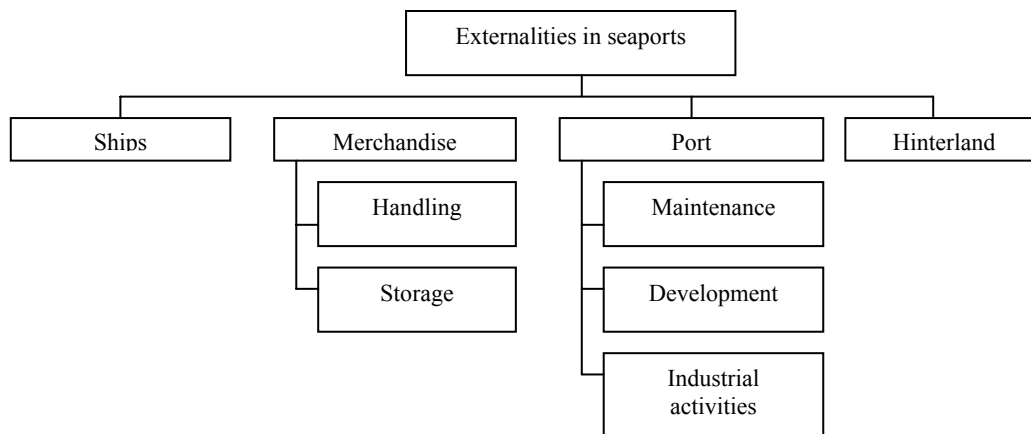 Externalities in seaports
Ships
Merchandise
Port
Hinterland
Handling
Maintenance
Storage
Development
Industrial
activities